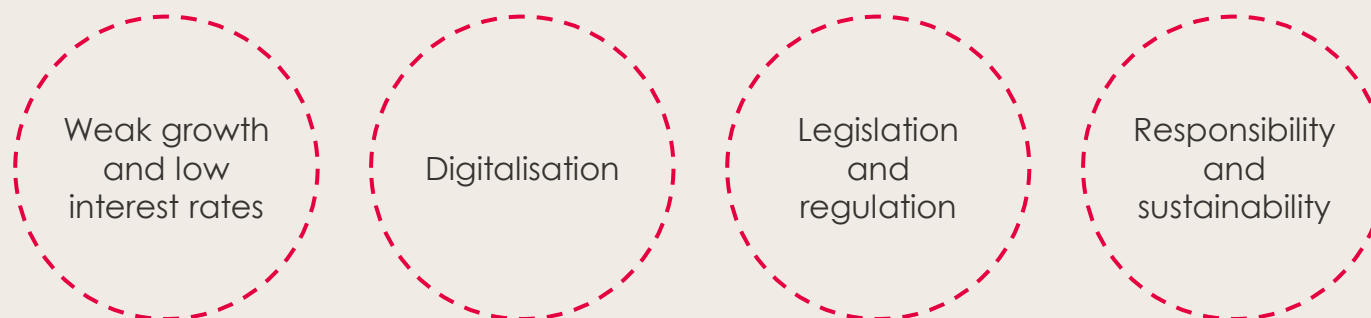 Weak growth
and low
interest rates
Digitalisation
Legislation
and
regulation
Responsibility
and
sustainability